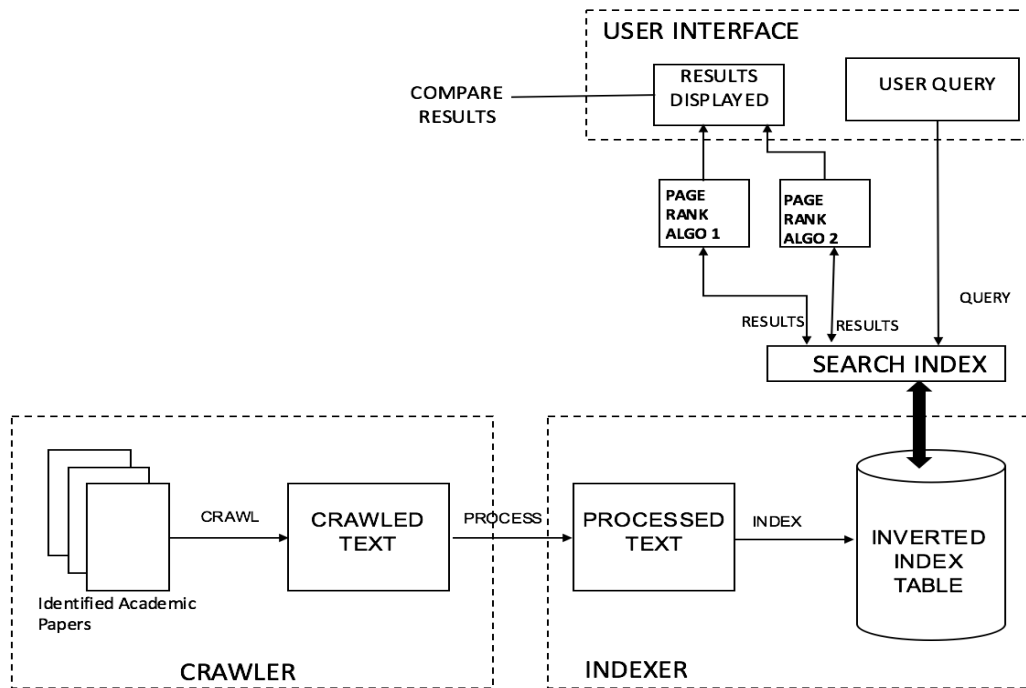 USER INTERFACE
RESULTS
DISPLAYED
USER QUERY
COMPARE
RESULTS
PAGE
RANK
ALGO 1
PAGE
RANK
ALGO 2
QUERY
RESULTS
RESULTS
SEARCH INDEX
CRAWL
CRAWLED
TEXT
PROCESS
PROCESSED
TEXT
INDEX
INVERTED
INDEX
TABLE
Identified Academic
Papers
CRAWLER
INDEXER